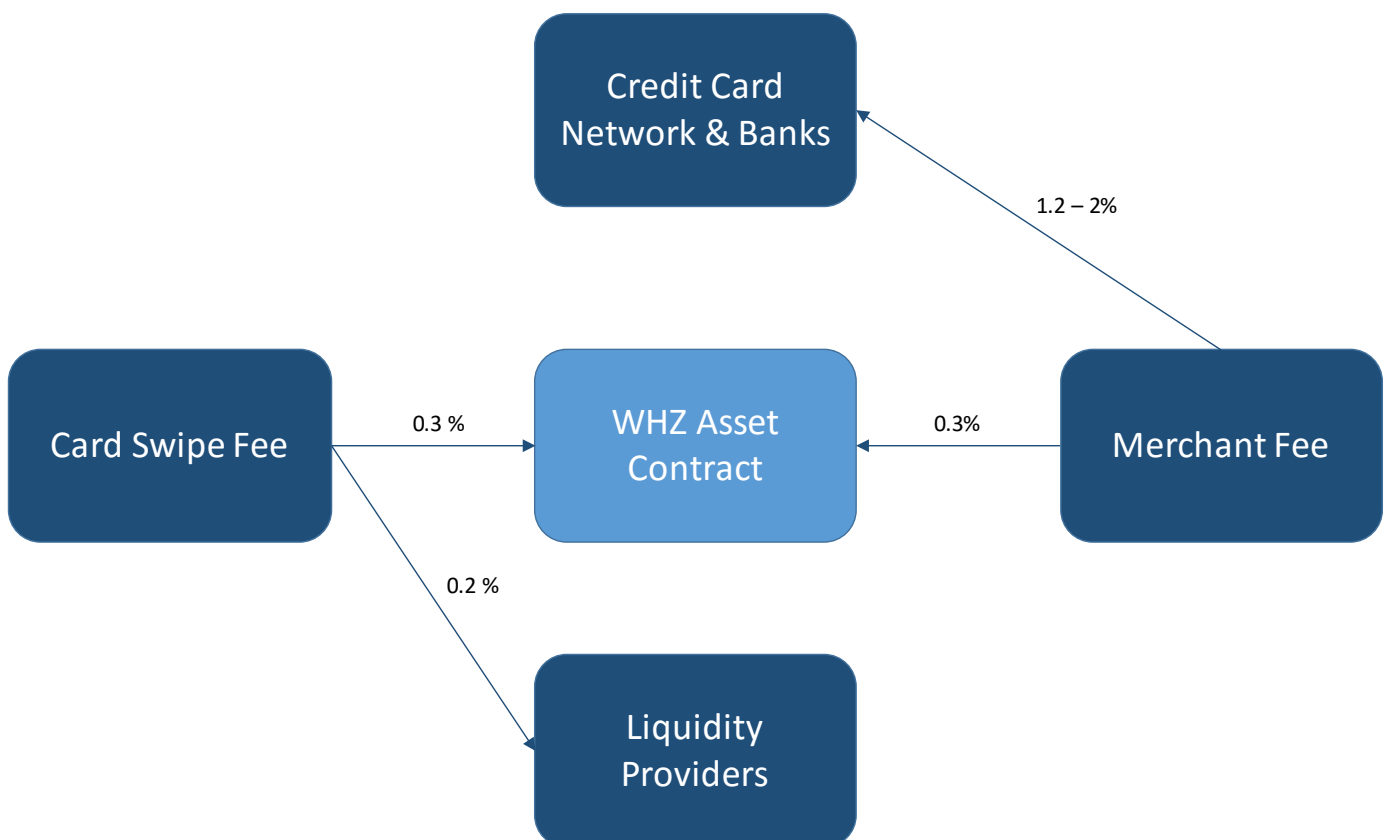 Credit Card
Network & Banks
1.2 – 2%
Card Swipe Fee
0.3 %
WHZ Asset
Contract
0.3%
Merchant Fee
0.2 %
Liquidity
Providers